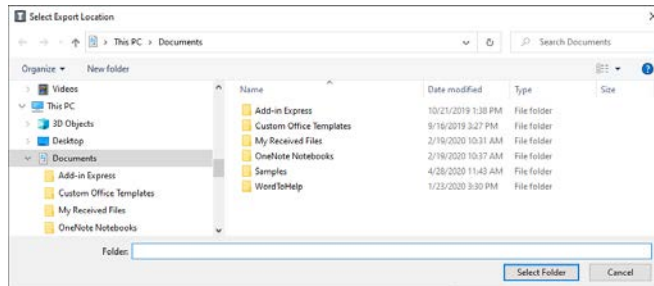 Select Export Location
This PC > Documents
Search Documents
Organize
New folder
Videos
This PC
3D Objects
Desktop
Documents
Add-in Express
Custom Office Templates
My Received Files
OneNote Notebooks
Name Date modified Type Size
Add-in Express 10/21/2019 1:38 PM File folder
Custom Office Templates 9/16/2019 3:27 PM File folder
My Received Files 2/19/2020 10:31 AM File folder
OneNote Notebooks 2/19/2020 10:37 AM File folder
Samples 4/28/2020 11:43 AM File folder
WordToHelp 1/23/2020 3:30 PM File folder
Folder:
Select Folder Cancel